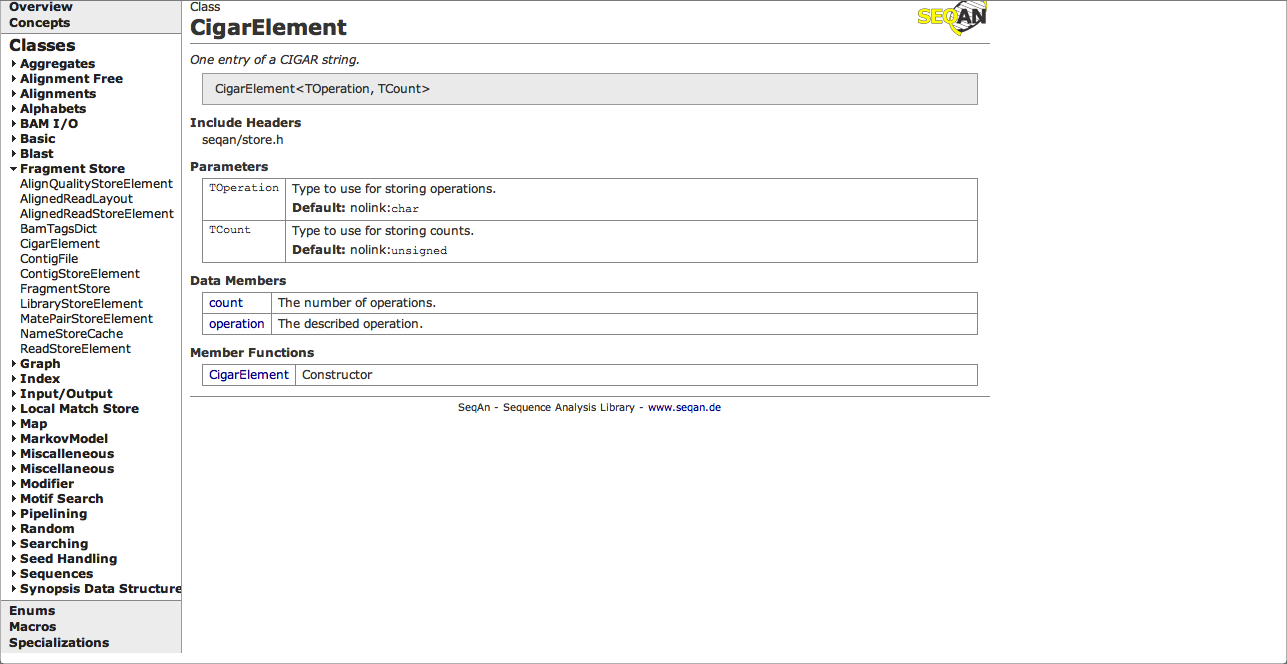 Overview
Concepts
Classes
Aggregates
Alignment Free
Alignments
Alphabets
BAM I/O
Basic
Blast
Fragment Store
AlignQualityStoreElement
AlignedReadLayout
AlignedReadStoreElement
BamTagsDict
CigarElement
ContigFile
ContigStoreElement
FragmentStore
LibraryStoreElement
MatePairStoreElement
NameStoreCache
ReadStoreElement
Graph
Index
Input/Output
Local Match Store
Map
MarkovModel
Miscalleneous
Miscellaneous
Modifier
Motif Search
Pipelining
Random
Searching
Seed Handling
Sequences
Synopsis Data Structure
Enums
Macros
Specializations
Class
CigarElement
SEQAN
One entry of a CIGAR string.
CigarElement<TOperation, TCount>
Include Headers
seqan/store.h
Parameters
TOperation Type to use for storing operations.
Default: nolink:char
TCount Type to use for storing counts.
Default: nolink:unsigned
Data Members
count The number of operations.
operation The described operation.
Member Functions
CigarElement Constructor
SeqAn - Sequence Analysis Library - www.seqan.de